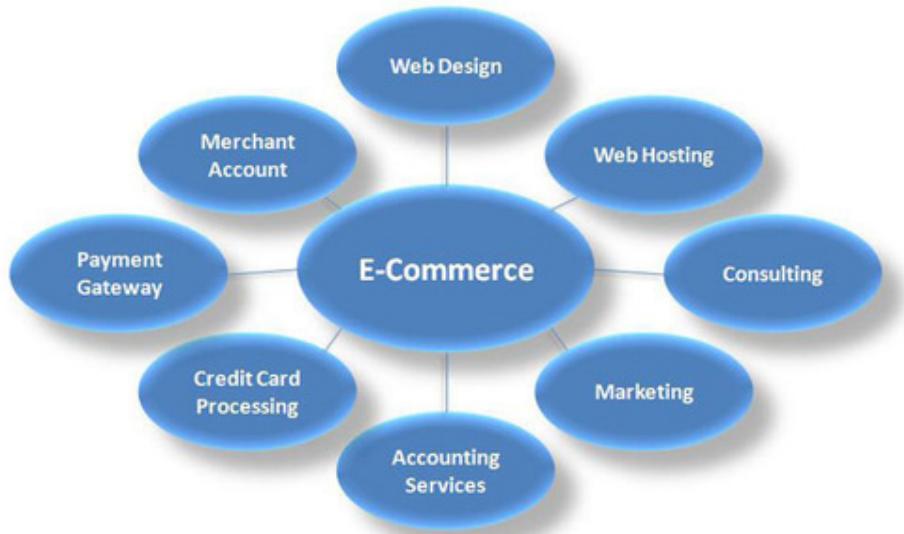 Web Design
Merchant
Account
Web Hosting
Payment
Gateway
E-Commerce
Consulting
Credit Card
Processing
Marketing
Accounting
Services